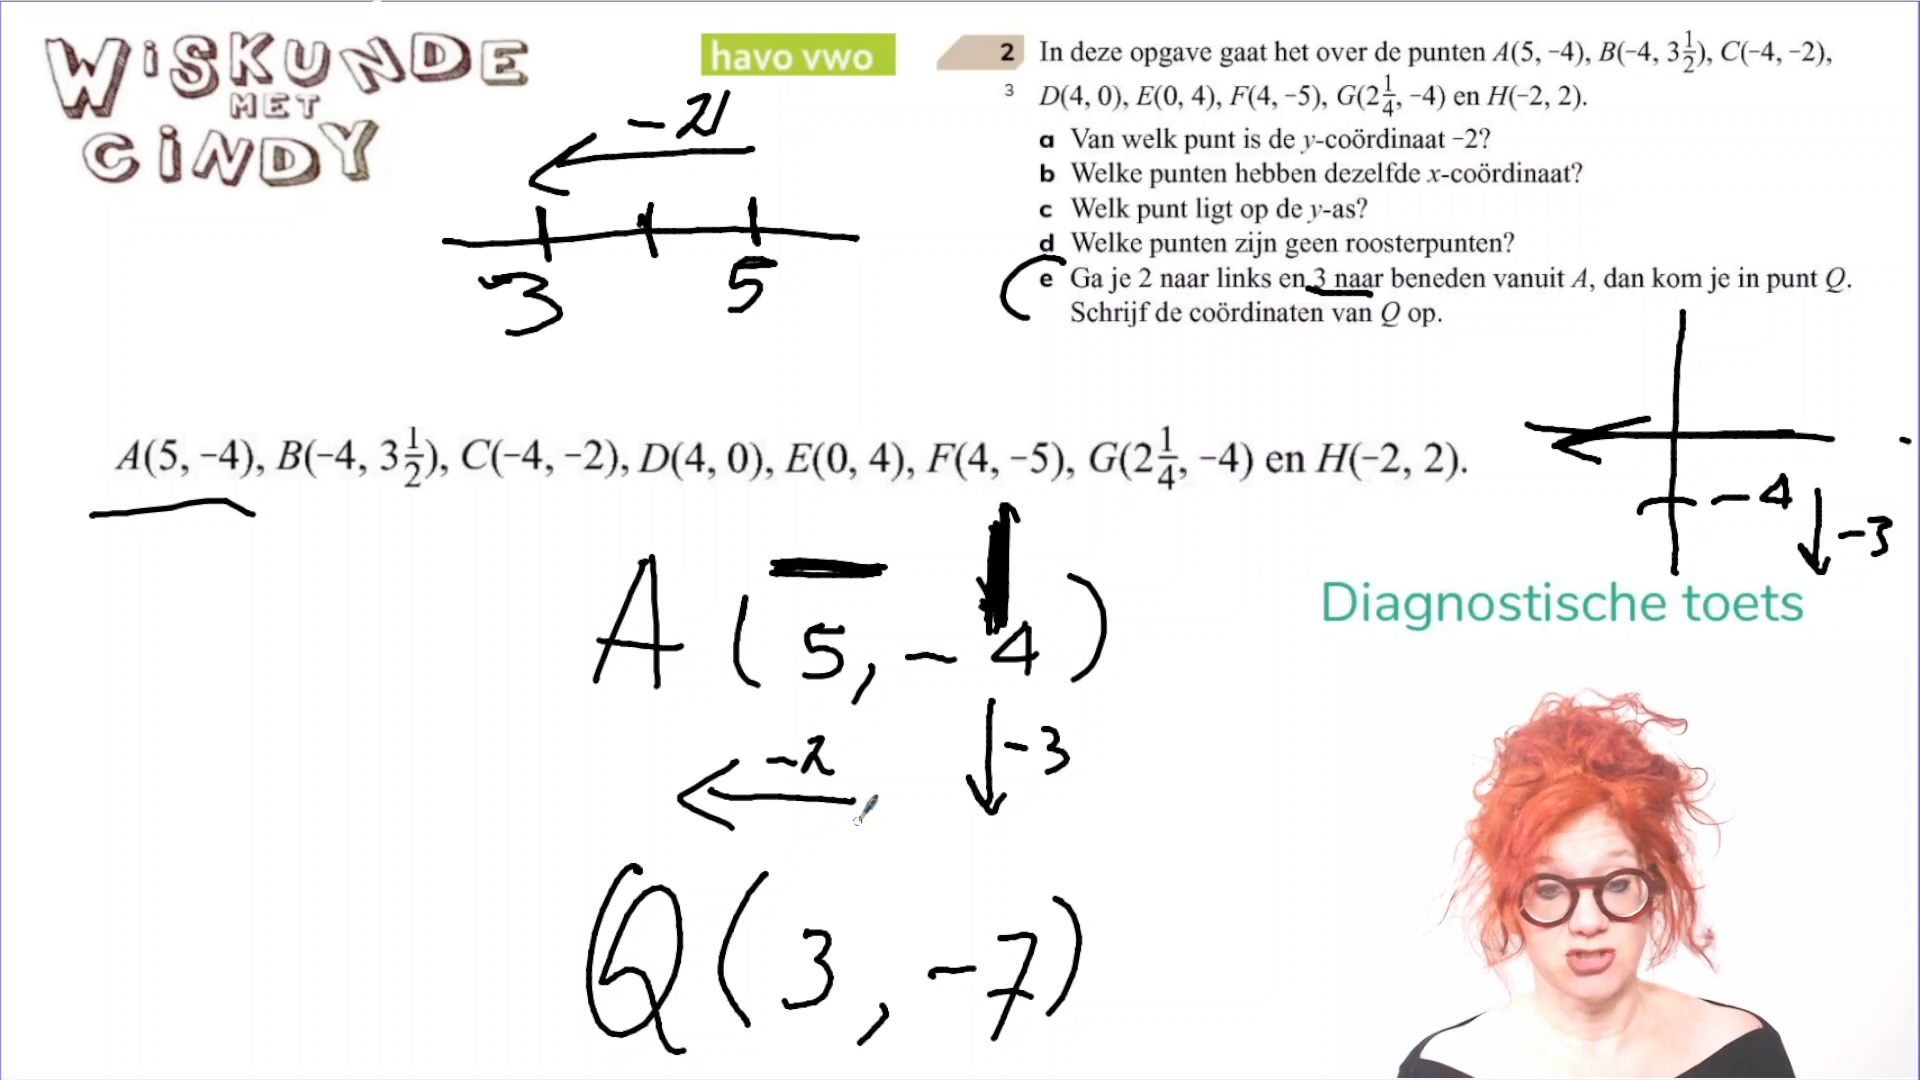 WiSKUNDE
MET
CiNDY
havo vwo
-2
3 5
2 In deze opgave gaat het over de punten A(5, −4), B(−4, 3½), C(−4, −2),
3 D(4, 0), E(0, 4), F(4, −5), G(2¼, −4) en H(−2, 2).
a Van welk punt is de y-coördinaat −2?
b Welke punten hebben dezelfde x-coördinaat?
c Welk punt ligt op de y-as?
d Welke punten zijn geen roosterpunten?
e Ga je 2 naar links en 3 naar beneden vanuit A, dan kom je in punt Q.
Schrijf de coördinaten van Q op.
A(5, −4), B(−4, 3½), C(−4, −2), D(4, 0), E(0, 4), F(4, −5), G(2¼, −4) en H(−2, 2).
-4
-3
Diagnostische toets
A (5, -4)
-2 -3
Q (3, -7)